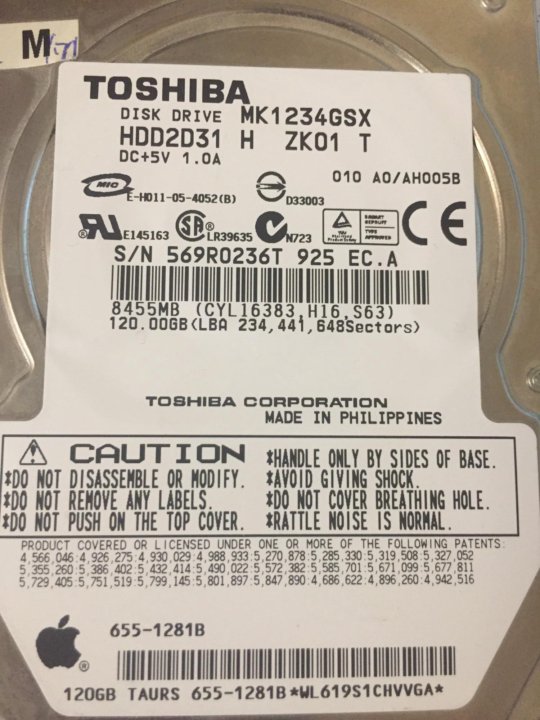 M
TOSHIBA
DISK DRIVE MK1234GSX
HDD2D31 H ZK01 T
DC+5V 1.0A
010 A0/AH005B
MIC E-H011-05-4052(B) D33003
E145163 LR39635 N723
S/N 569R0236T 925 EC.A
8455MB (CYL16383,H16,S63)
120.00GB(LBA 234,441,648Sectors)
TOSHIBA CORPORATION
MADE IN PHILIPPINES
CAUTION
*DO NOT DISASSEMBLE OR MODIFY.
*DO NOT REMOVE ANY LABELS.
*DO NOT PUSH ON THE TOP COVER.
*HANDLE ONLY BY SIDES OF BASE.
*AVOID GIVING SHOCK.
*DO NOT COVER BREATHING HOLE.
*RATTLE NOISE IS NORMAL.
PRODUCT COVERED OR LICENSED UNDER ONE OR MORE OF THE FOLLOWING PATENTS:
4,566,046:4,926,275:4,930,029:4,988,933:5,270,878:5,285,330:5,319,508:5,327,052
5,355,260:5,386,402:5,432,414:5,490,022:5,572,382:5,585,701:5,671,099:5,677,811
5,729,405:5,751,519:5,799,145:5,801,897:5,847,890:4,686,622:4,896,260:4,942,516
655-1281B
120GB TAURS 655-1281B *WL619S1CHVVGA*